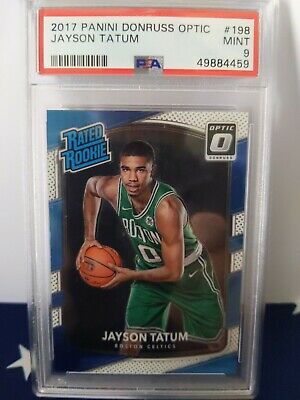 2017 PANINI DONRUSS OPTIC #198
JAYSON TATUM MINT
9
PSA 49884459
RATED
ROOKIE
OPTIC
DONRUSS
0
JAYSON TATUM
BOSTON CELTICS